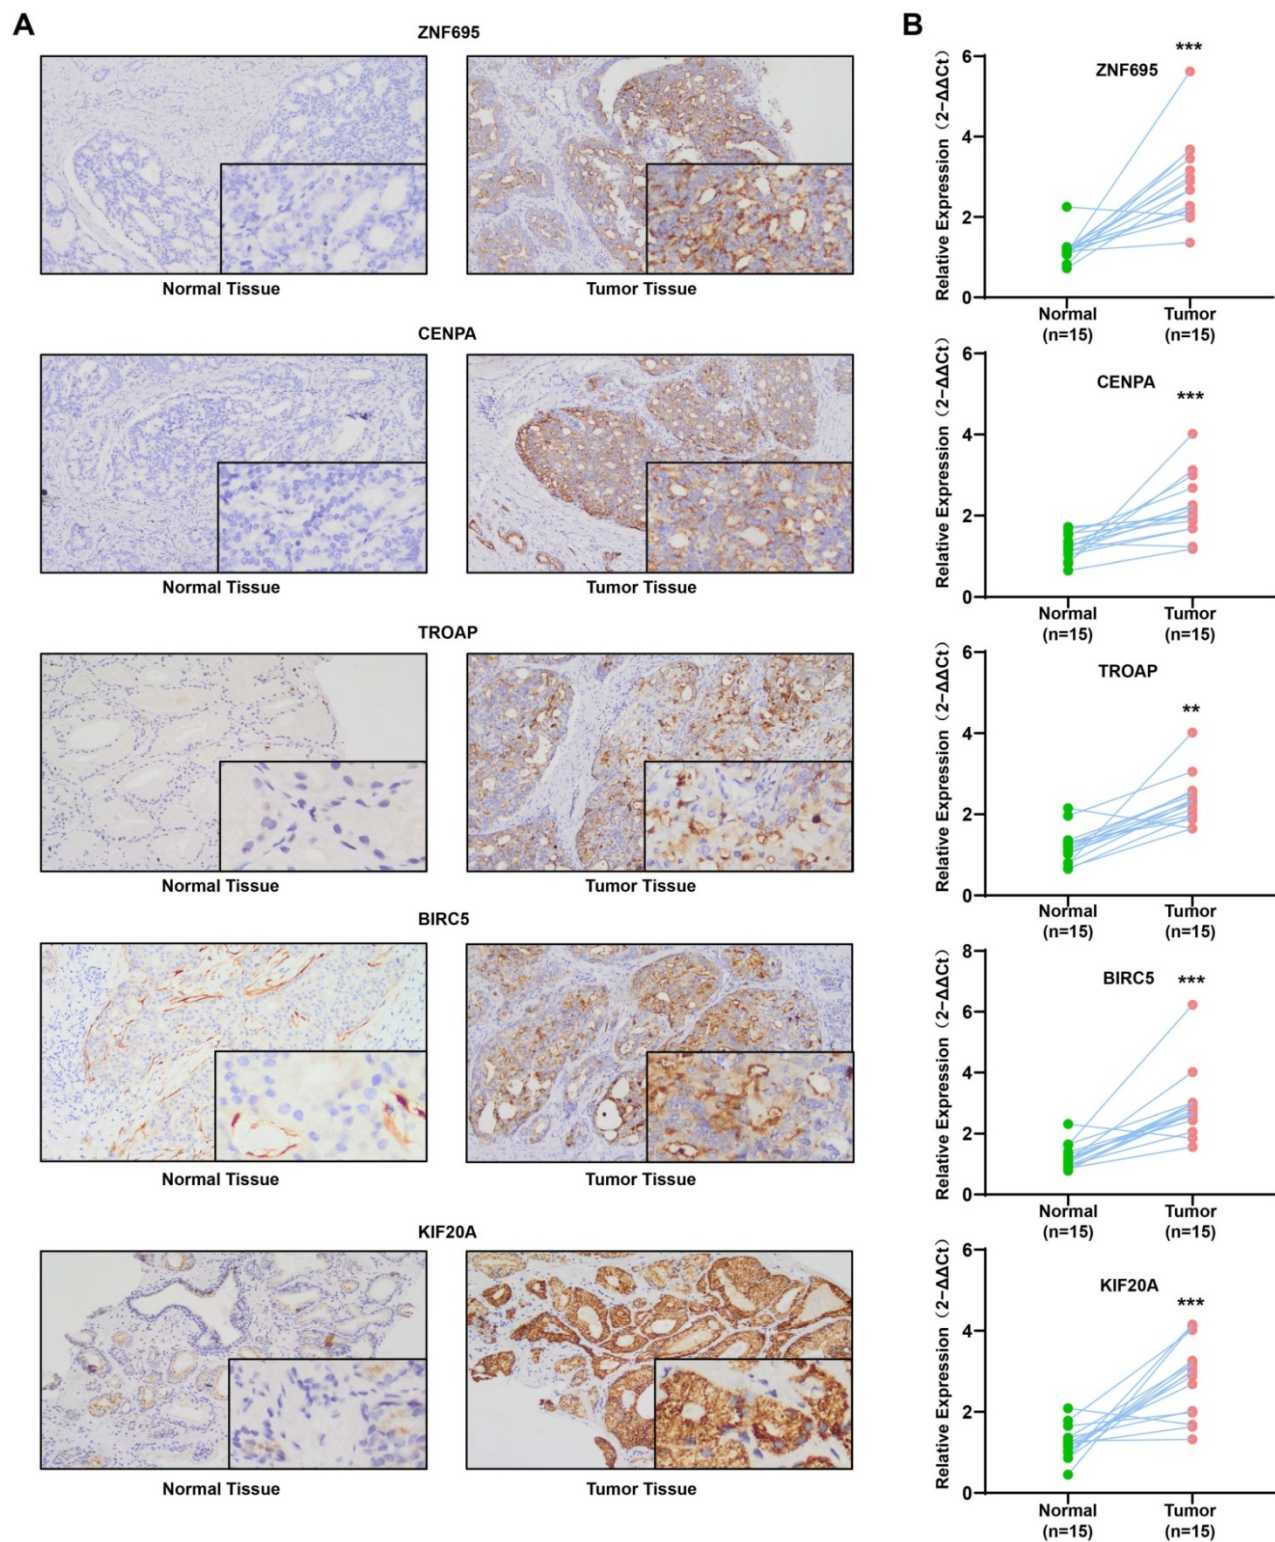 A
ZNF695
Normal Tissue
Tumor Tissue
CENPA
Normal Tissue
Tumor Tissue
TROAP
Normal Tissue
Tumor Tissue
BIRC5
Normal Tissue
Tumor Tissue
KIF20A
Normal Tissue
Tumor Tissue
B
Relative Expression（2−ΔΔCt）
6
4
2
0
ZNF695
***
Normal
(n=15)
Tumor
(n=15)
Relative Expression（2−ΔΔCt）
6
4
2
0
CENPA
***
Normal
(n=15)
Tumor
(n=15)
Relative Expression（2−ΔΔCt）
6
4
2
0
TROAP
**
Normal
(n=15)
Tumor
(n=15)
Relative Expression（2−ΔΔCt）
8
6
4
2
0
BIRC5
***
Normal
(n=15)
Tumor
(n=15)
Relative Expression（2−ΔΔCt）
6
4
2
0
KIF20A
***
Normal
(n=15)
Tumor
(n=15)